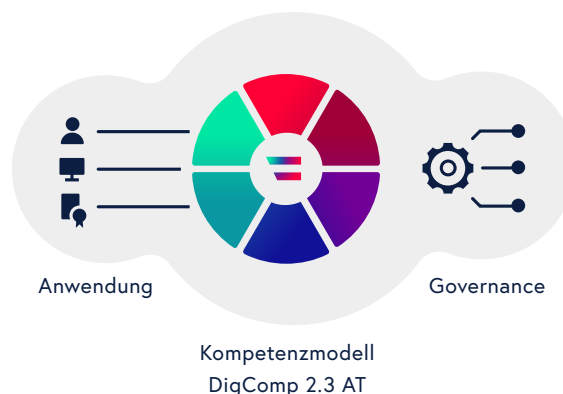 Anwendung
Governance
Kompetenzmodell
DigComp 2.3 AT